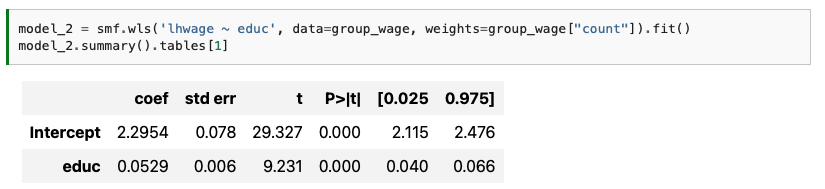 model_2 = smf.wls('lhwage ~ educ', data=group_wage, weights=group_wage["count"]).fit()
model_2.summary().tables[1]
coef std err t P>|t| [0.025 0.975]
Intercept 2.2954 0.078 29.327 0.000 2.115 2.476
educ 0.0529 0.006 9.231 0.000 0.040 0.066